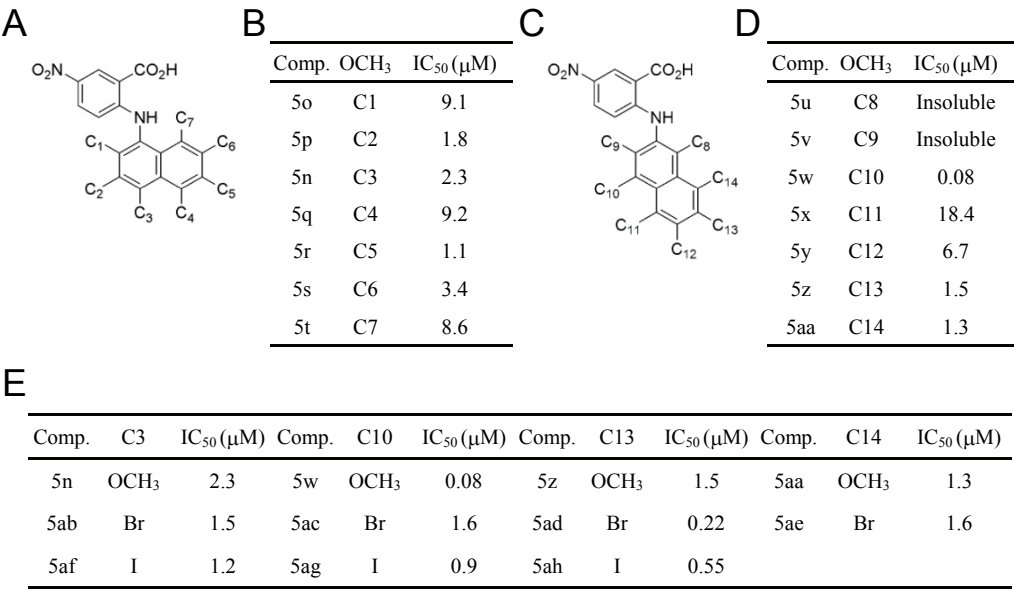 A
O₂N
CO₂H
NH
C₇
C₁
C₆
C₂
C₅
C₃
C₄
B
Comp. OCH₃ IC₅₀ (μM)
5o C1 9.1
5p C2 1.8
5n C3 2.3
5q C4 9.2
5r C5 1.1
5s C6 3.4
5t C7 8.6
C
O₂N
CO₂H
NH
C₉
C₈
C₁₀
C₁₄
C₁₁
C₁₃
C₁₂
D
Comp. OCH₃ IC₅₀ (μM)
5u C8 Insoluble
5v C9 Insoluble
5w C10 0.08
5x C11 18.4
5y C12 6.7
5z C13 1.5
5aa C14 1.3
E
Comp. C3 IC₅₀ (μM) Comp. C10 IC₅₀ (μM) Comp. C13 IC₅₀ (μM) Comp. C14 IC₅₀ (μM)
5n OCH₃ 2.3 5w OCH₃ 0.08 5z OCH₃ 1.5 5aa OCH₃ 1.3
5ab Br 1.5 5ac Br 1.6 5ad Br 0.22 5ae Br 1.6
5af I 1.2 5ag I 0.9 5ah I 0.55